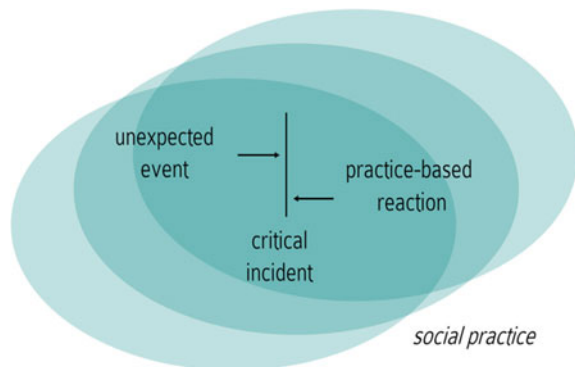 unexpected
event
practice-based
reaction
critical
incident
social practice